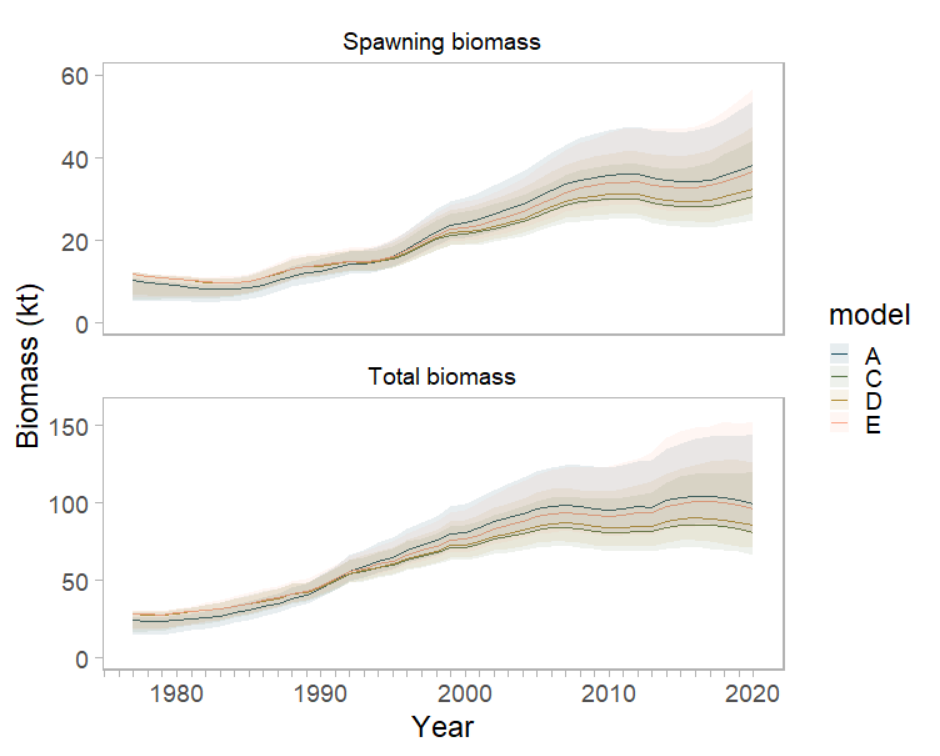 Spawning biomass
60
40
20
0
Total biomass
150
100
50
0
1980 1990 2000 2010 2020
Year
Biomass (kt)
model
A
C
D
E